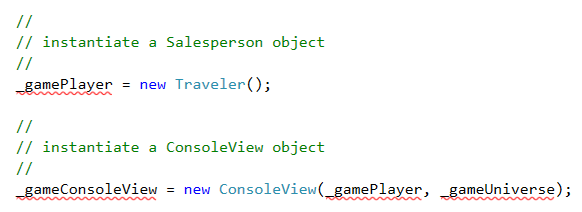 //
// instantiate a Salesperson object
//
_gamePlayer = new Traveler();
//
// instantiate a ConsoleView object
//
_gameConsoleView = new ConsoleView(_gamePlayer, _gameUniverse);